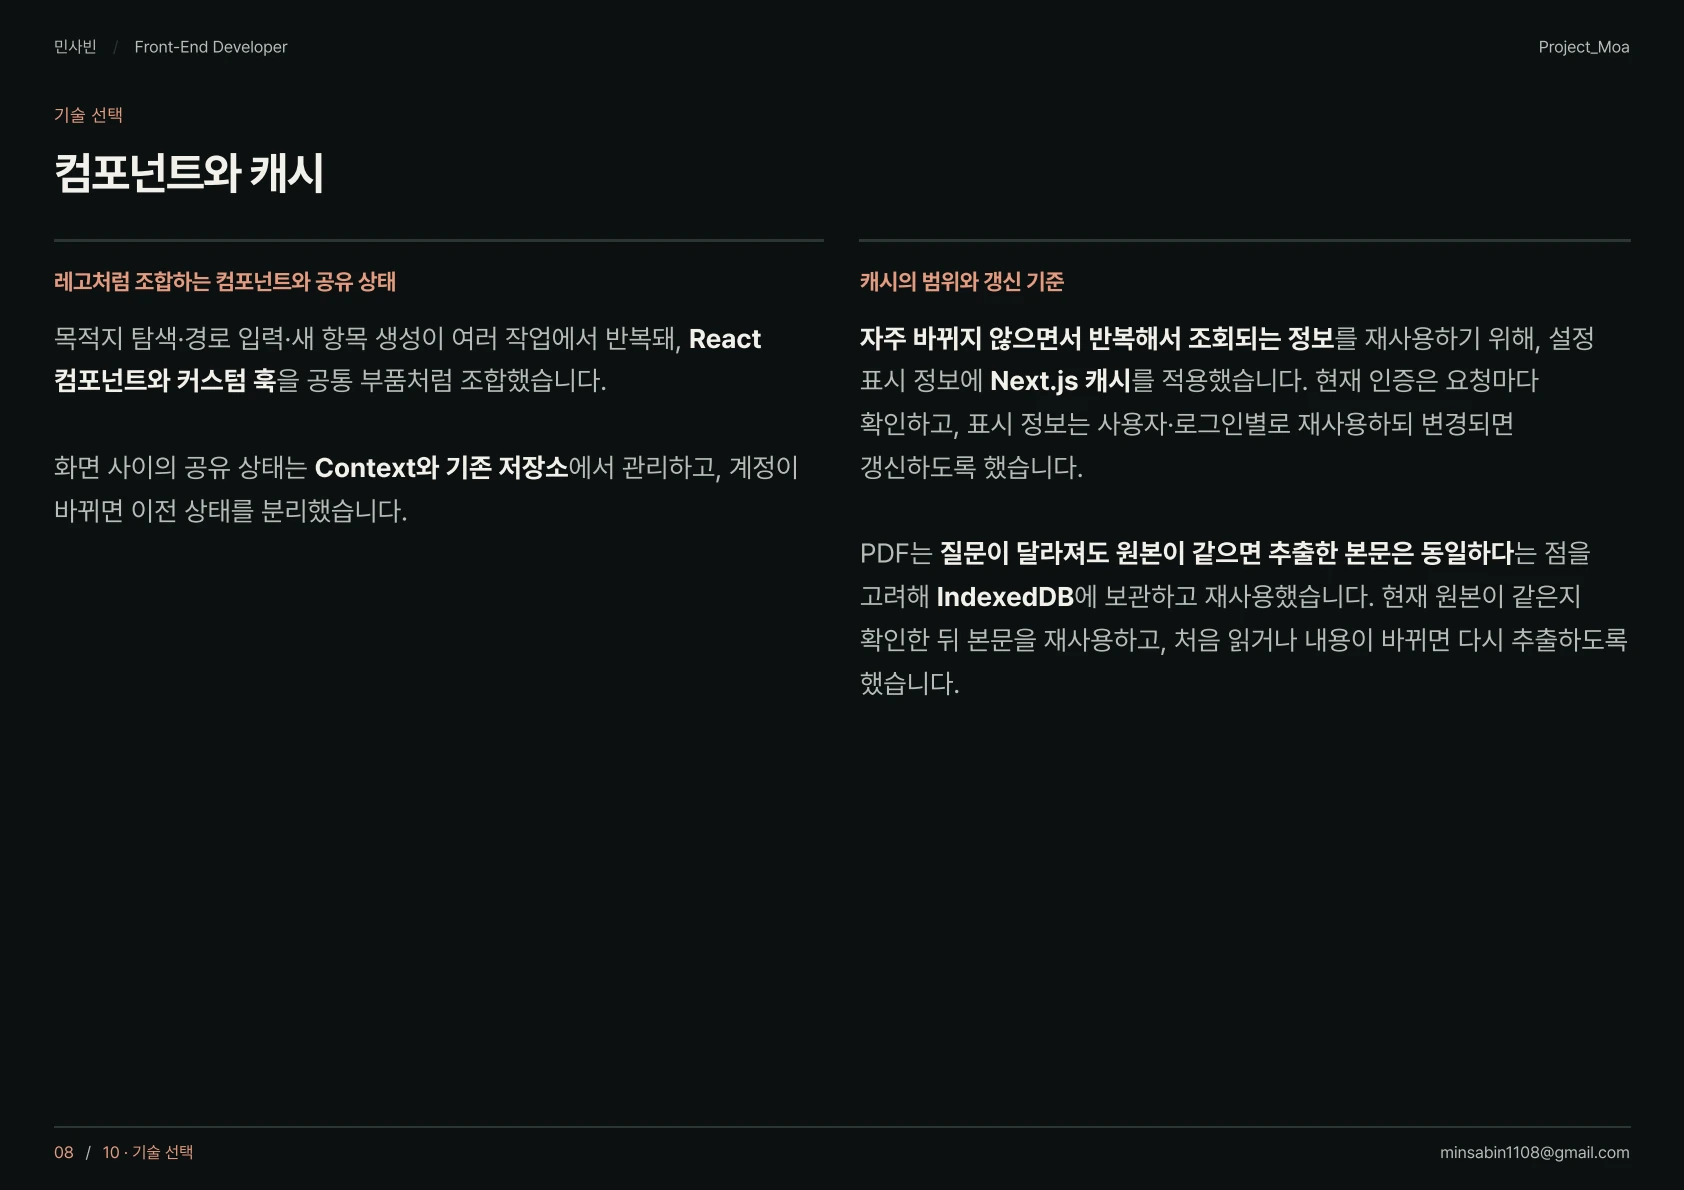 민사빈 / Front-End Developer
Project_Moa
기술 선택
컴포넌트와 캐시
레고처럼 조합하는 컴포넌트와 공유 상태
목적지 탐색·경로 입력·새 항목 생성이 여러 작업에서 반복돼, React
컴포넌트와 커스텀 훅을 공통 부품처럼 조합했습니다.
화면 사이의 공유 상태는 Context와 기존 저장소에서 관리하고, 계정이
바뀌면 이전 상태를 분리했습니다.
캐시의 범위와 갱신 기준
자주 바뀌지 않으면서 반복해서 조회되는 정보를 재사용하기 위해, 설정
표시 정보에 Next.js 캐시를 적용했습니다. 현재 인증은 요청마다
확인하고, 표시 정보는 사용자·로그인별로 재사용하되 변경되면
갱신하도록 했습니다.
PDF는 질문이 달라져도 원본이 같으면 추출한 본문은 동일하다는 점을
고려해 IndexedDB에 보관하고 재사용했습니다. 현재 원본이 같은지
확인한 뒤 본문을 재사용하고, 처음 읽거나 내용이 바뀌면 다시 추출하도록
했습니다.
08 / 10 · 기술 선택
minsabin1108@gmail.com